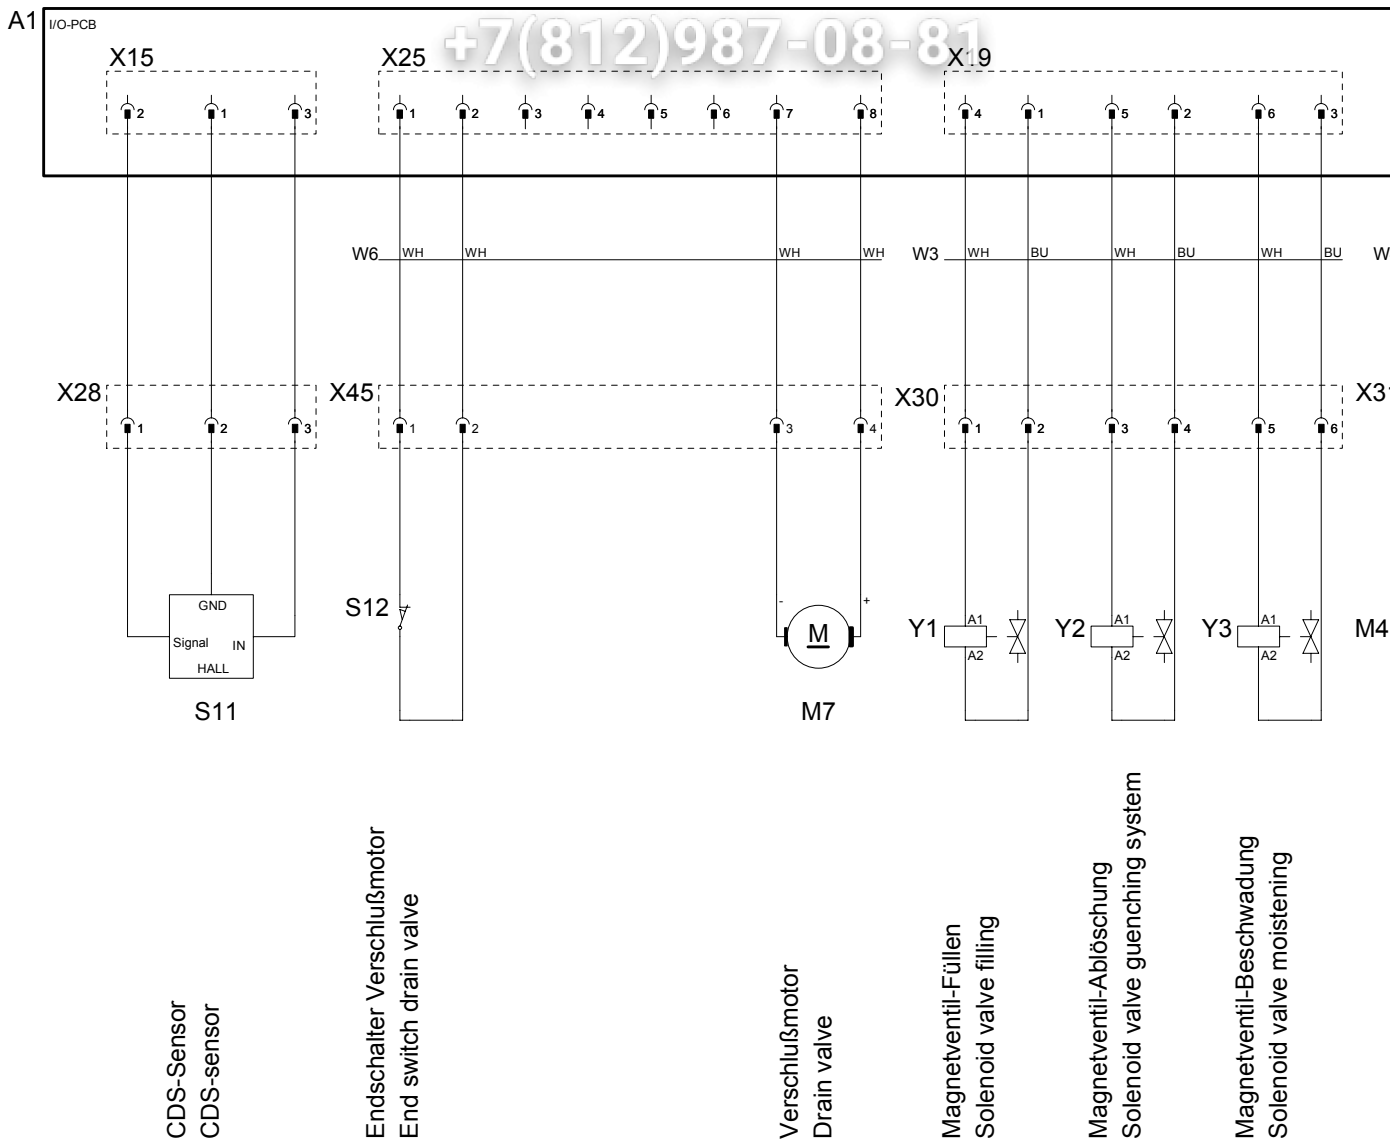 +7(812)987-08-81
A1 I/O-PCB
X15 X25 X19
2 1 3 1 2 3 4 5 6 7 8 4 1 5 2 6 3
W6 WH WH WH WH W3 WH BU WH BU WH BU W
X28 X45 X30 X31
1 2 3 1 2 3 4 1 2 3 4 5 6
GND
Signal IN
HALL
S11
S12
- +
M
M7
Y1 A1 A2
Y2 A1 A2
Y3 A1 A2
M4
CDS-Sensor
CDS-sensor
Endschalter Verschlußmotor
End switch drain valve
Verschlußmotor
Drain valve
Magnetventil-Füllen
Solenoid valve filling
Magnetventil-Ablöschung
Solenoid valve guenching system
Magnetventil-Beschwadung
Solenoid valve moistening